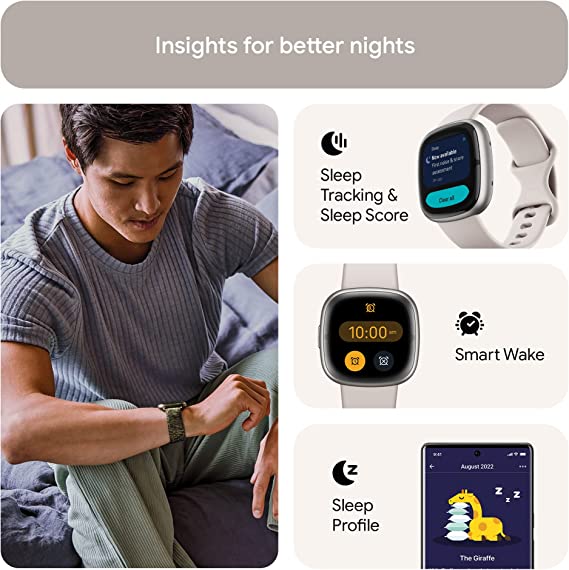 Insights for better nights
Sleep
Tracking &
Sleep Score
Sleep
Now available
Clear all
10:00 AM
Smart Wake
Sleep
Profile
9:41
August 2022
The Giraffe